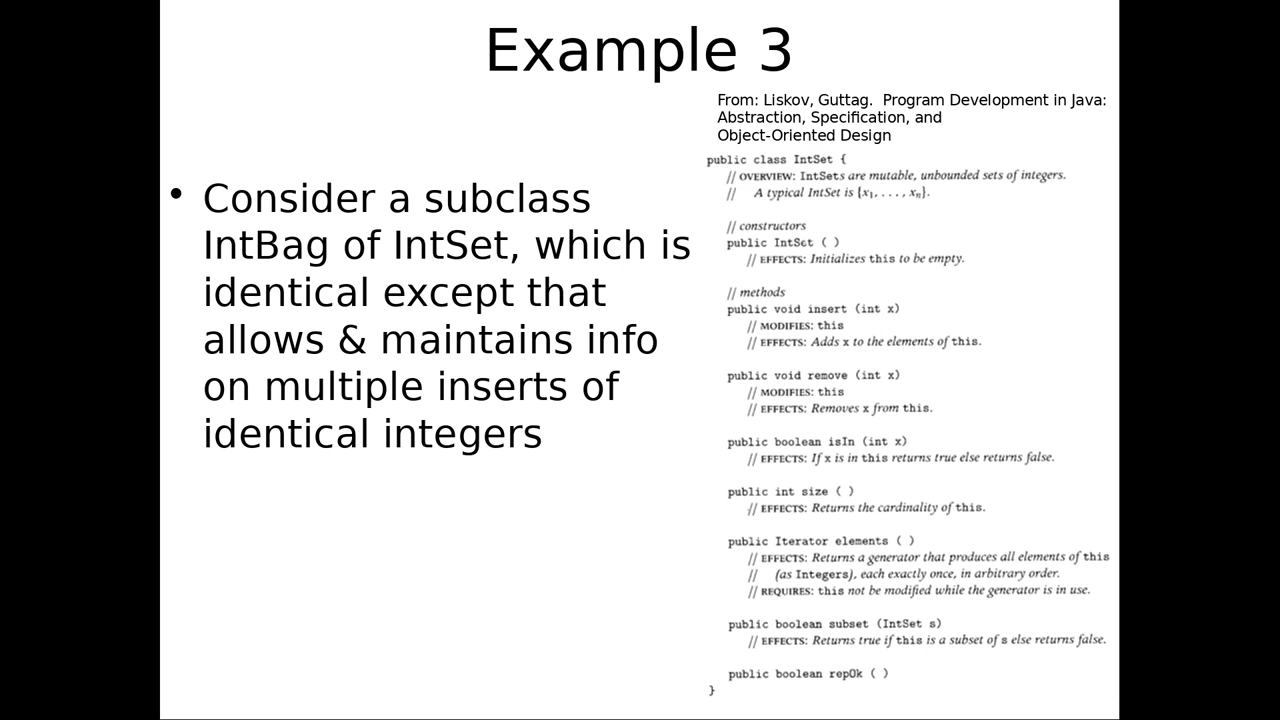 Example 3
From: Liskov, Guttag.  Program Development in Java:
Abstraction, Specification, and
Object-Oriented Design
• Consider a subclass
IntBag of IntSet, which is
identical except that
allows & maintains info
on multiple inserts of
identical integers
public class IntSet {
// OVERVIEW: IntSets are mutable, unbounded sets of integers.
// A typical IntSet is {x1, . . . , xn}.
// constructors
public IntSet ( )
// EFFECTS: Initializes this to be empty.
// methods
public void insert (int x)
// MODIFIES: this
// EFFECTS: Adds x to the elements of this.
public void remove (int x)
// MODIFIES: this
// EFFECTS: Removes x from this.
public boolean isIn (int x)
// EFFECTS: If x is in this returns true else returns false.
public int size ( )
// EFFECTS: Returns the cardinality of this.
public Iterator elements ( )
// EFFECTS: Returns a generator that produces all elements of this
// (as Integers), each exactly once, in arbitrary order.
// REQUIRES: this not be modified while the generator is in use.
public boolean subset (IntSet s)
// EFFECTS: Returns true if this is a subset of s else returns false.
public boolean repOk ( )
}